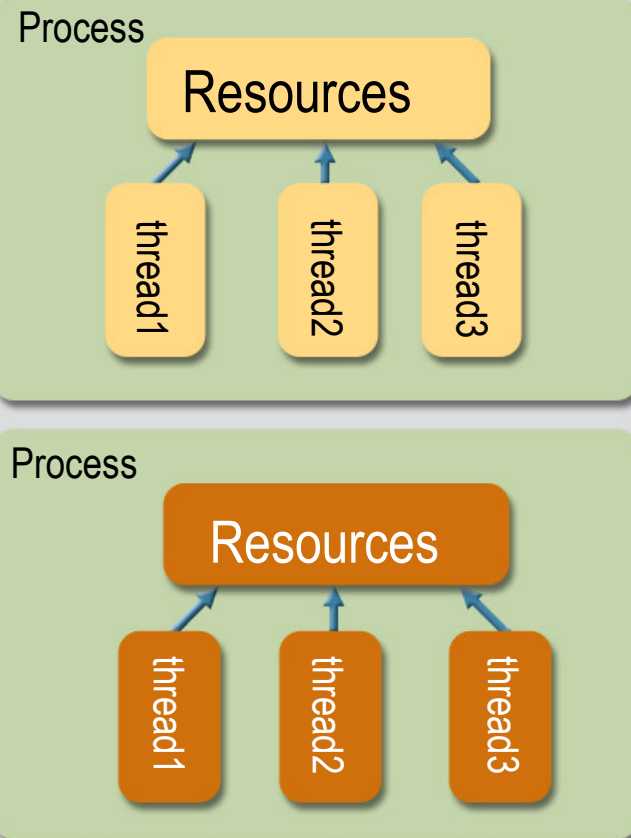 Process
Resources
thread1
thread2
thread3
Process
Resources
thread1
thread2
thread3